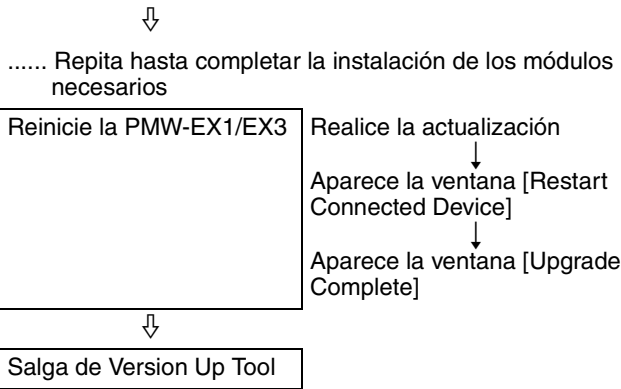 ...... Repita hasta completar la instalación de los módulos
necesarios
Reinicie la PMW-EX1/EX3
Realice la actualización
Aparece la ventana [Restart
Connected Device]
Aparece la ventana [Upgrade
Complete]
Salga de Version Up Tool